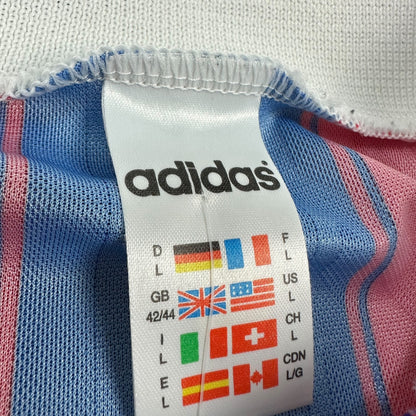 adidas
D F
L L
GB US
42/44 L
I CH
L L
E CDN
L L/G